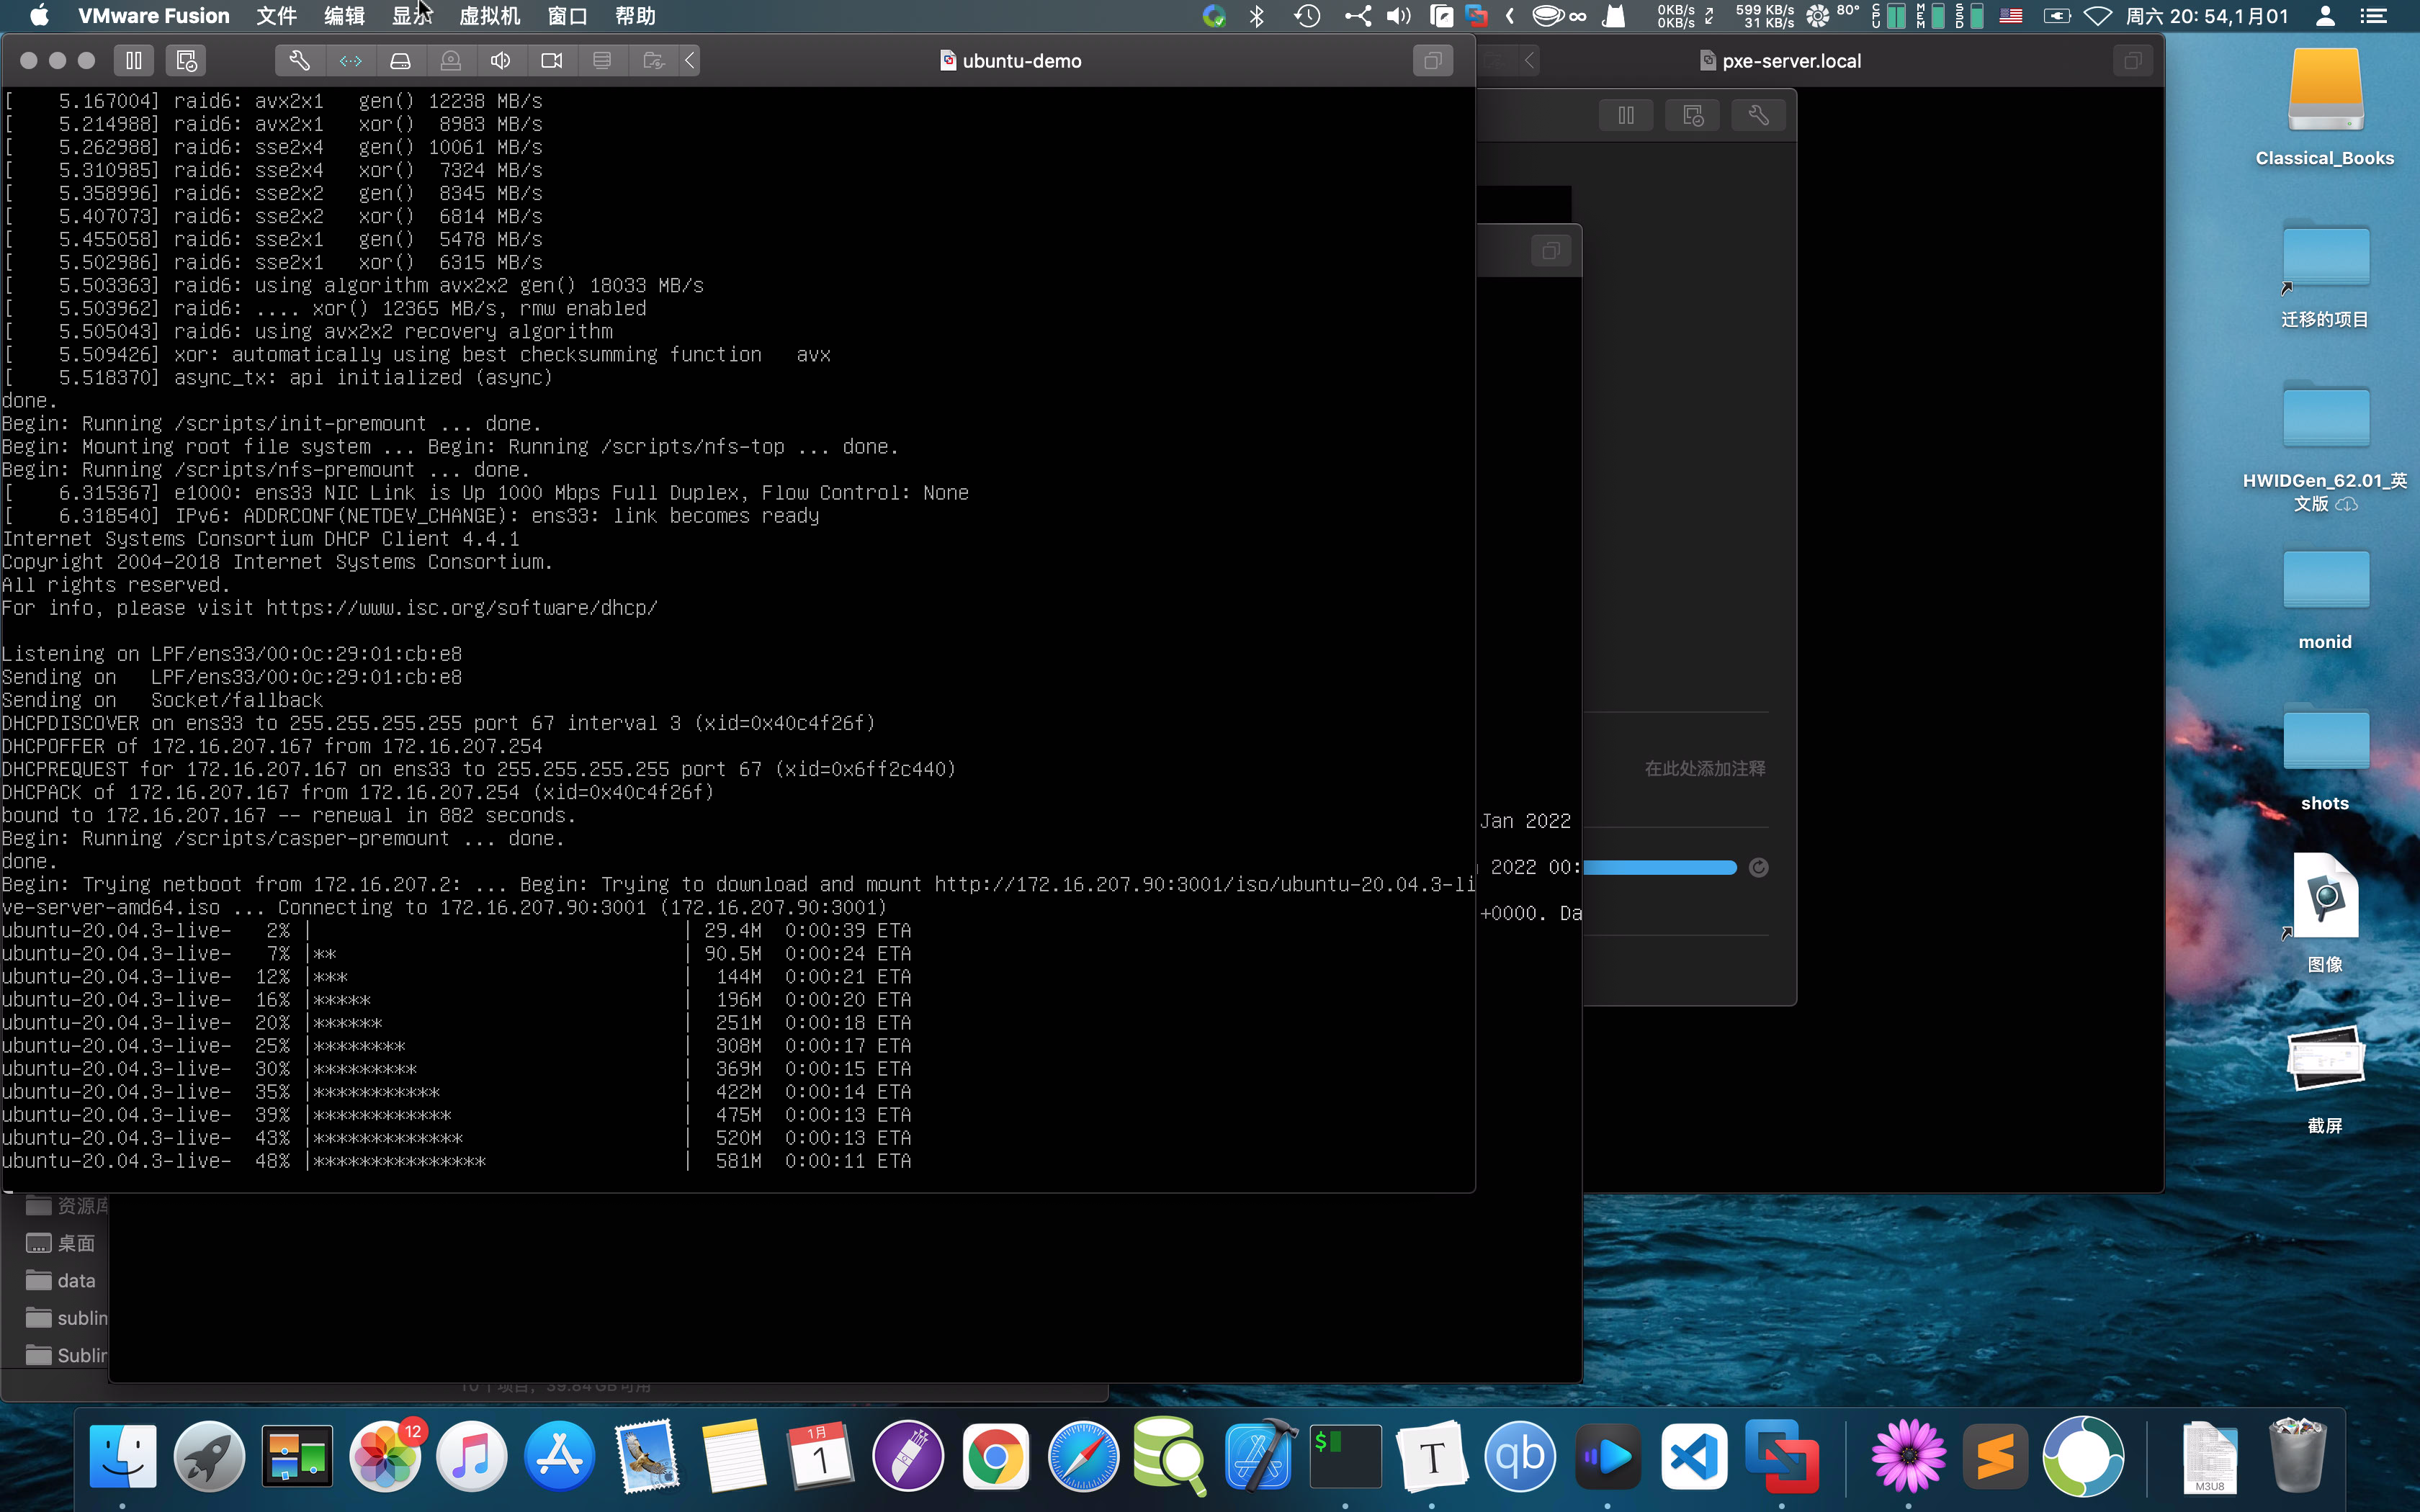 VMware Fusion 文件 编辑 显示 虚拟机 窗口 帮助
0KB/s
0KB/s
599 KB/s
31 KB/s
80°
CPU
MEM
SSD
周六 20: 54,1月01
ubuntu-demo
pxe-server.local
[    5.167004] raid6: avx2x1   gen() 12238 MB/s
[    5.214988] raid6: avx2x1   xor()  8983 MB/s
[    5.262988] raid6: sse2x4   gen() 10061 MB/s
[    5.310985] raid6: sse2x4   xor()  7324 MB/s
[    5.358996] raid6: sse2x2   gen()  8345 MB/s
[    5.407073] raid6: sse2x2   xor()  6814 MB/s
[    5.455058] raid6: sse2x1   gen()  5478 MB/s
[    5.502986] raid6: sse2x1   xor()  6315 MB/s
[    5.503363] raid6: using algorithm avx2x2 gen() 18033 MB/s
[    5.503962] raid6: .... xor() 12365 MB/s, rmw enabled
[    5.505043] raid6: using avx2x2 recovery algorithm
[    5.509426] xor: automatically using best checksumming function   avx
[    5.518370] async_tx: api initialized (async)
done.
Begin: Running /scripts/init-premount ... done.
Begin: Mounting root file system ... Begin: Running /scripts/nfs-top ... done.
Begin: Running /scripts/nfs-premount ... done.
[    6.315367] e1000: ens33 NIC Link is Up 1000 Mbps Full Duplex, Flow Control: None
[    6.318540] IPv6: ADDRCONF(NETDEV_CHANGE): ens33: link becomes ready
Internet Systems Consortium DHCP Client 4.4.1
Copyright 2004-2018 Internet Systems Consortium.
All rights reserved.
For info, please visit https://www.isc.org/software/dhcp/
Listening on LPF/ens33/00:0c:29:01:cb:e8
Sending on   LPF/ens33/00:0c:29:01:cb:e8
Sending on   Socket/fallback
DHCPDISCOVER on ens33 to 255.255.255.255 port 67 interval 3 (xid=0x40c4f26f)
DHCPOFFER of 172.16.207.167 from 172.16.207.254
DHCPREQUEST for 172.16.207.167 on ens33 to 255.255.255.255 port 67 (xid=0x6ff2c440)
DHCPACK of 172.16.207.167 from 172.16.207.254 (xid=0x40c4f26f)
bound to 172.16.207.167 -- renewal in 882 seconds.
Begin: Running /scripts/casper-premount ... done.
done.
Begin: Trying netboot from 172.16.207.2: ... Begin: Trying to download and mount http://172.16.207.90:3001/iso/ubuntu-20.04.3-li
ve-server-amd64.iso ... Connecting to 172.16.207.90:3001 (172.16.207.90:3001)
ubuntu-20.04.3-live-   2% |                                | 29.4M  0:00:39 ETA
ubuntu-20.04.3-live-   7% |**                              | 90.5M  0:00:24 ETA
ubuntu-20.04.3-live-  12% |***                             |  144M  0:00:21 ETA
ubuntu-20.04.3-live-  16% |*****                           |  196M  0:00:20 ETA
ubuntu-20.04.3-live-  20% |******                          |  251M  0:00:18 ETA
ubuntu-20.04.3-live-  25% |********                        |  308M  0:00:17 ETA
ubuntu-20.04.3-live-  30% |*********                       |  369M  0:00:15 ETA
ubuntu-20.04.3-live-  35% |***********                     |  422M  0:00:14 ETA
ubuntu-20.04.3-live-  39% |************                    |  475M  0:00:13 ETA
ubuntu-20.04.3-live-  43% |*************                   |  520M  0:00:13 ETA
ubuntu-20.04.3-live-  48% |***************                 |  581M  0:00:11 ETA
在此处添加注释
Jan 2022
2022 00:
+0000. Da
Classical_Books
迁移的项目
HWIDGen_62.01_英
文版
monid
shots
图像
截屏
资源库
桌面
data
sublin
Sublin
10个项目，39.84 GB可用
12
1月
1
$
T
qb
M3U8